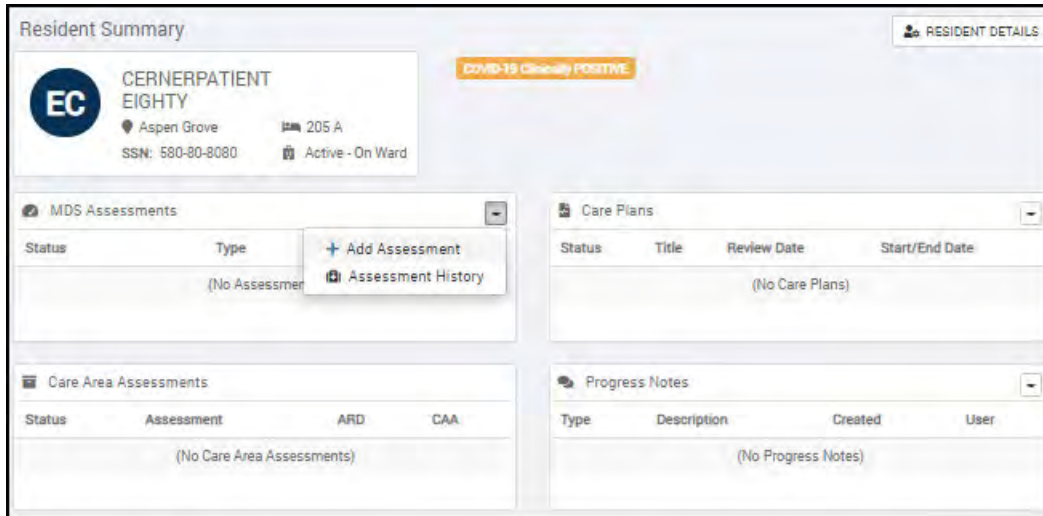 Resident Summary
RESIDENT DETAILS
EC
CERNERPATIENT
EIGHTY
Aspen Grove 205 A
SSN: 580-80-8080 Active - On Ward
COVID-19 Clinically POSITIVE
MDS Assessments
Status Type
(No Assessmen
+ Add Assessment
Assessment History
Care Plans
Status Title Review Date Start/End Date
(No Care Plans)
Care Area Assessments
Status Assessment ARD CAA
(No Care Area Assessments)
Progress Notes
Type Description Created User
(No Progress Notes)